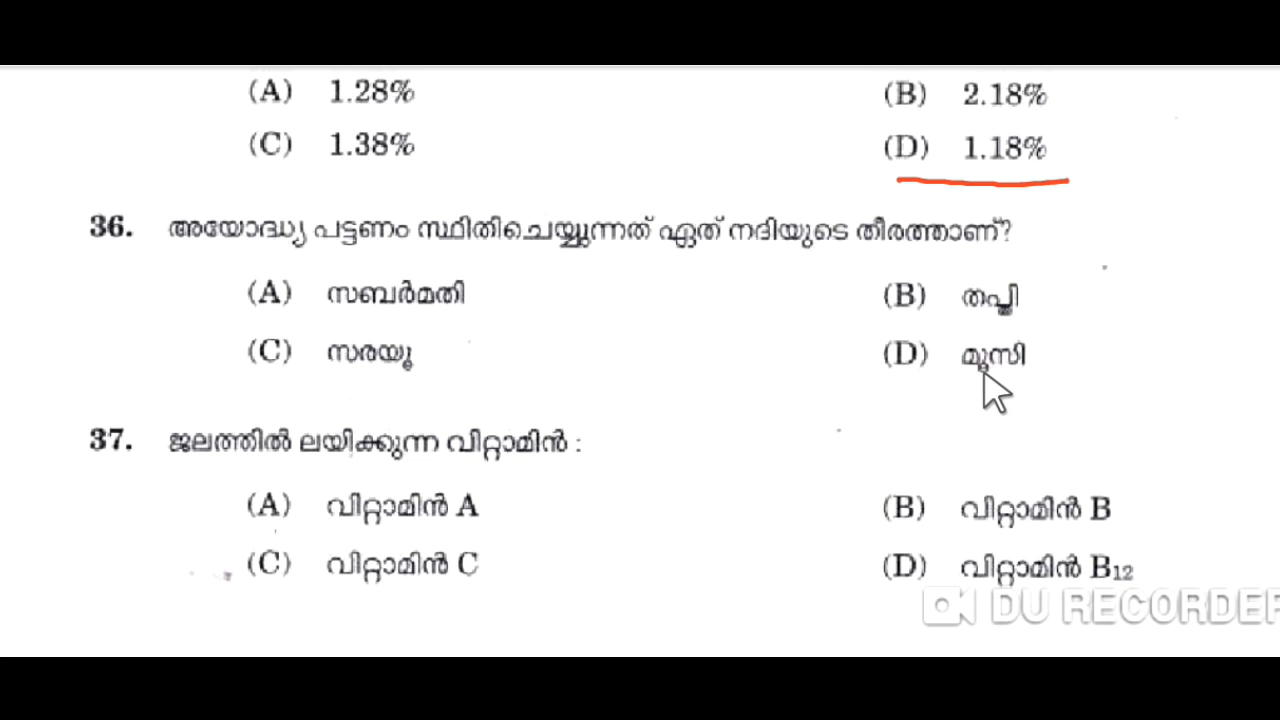 (A) 1.28% (B) 2.18%
(C) 1.38% (D) 1.18%
36. അയോദ്ധ്യ പട്ടണം സ്ഥിതിചെയ്യുന്നത് ഏത് നദിയുടെ തീരത്താണ്?
(A) സബർമതി (B) തപ്തി
(C) സരയൂ (D) മൂസി
37. ജലത്തിൽ ലയിക്കുന്ന വിറ്റാമിൻ :
(A) വിറ്റാമിൻ A (B) വിറ്റാമിൻ B
(C) വിറ്റാമിൻ C (D) വിറ്റാമിൻ B₁₂
DU RECORDER